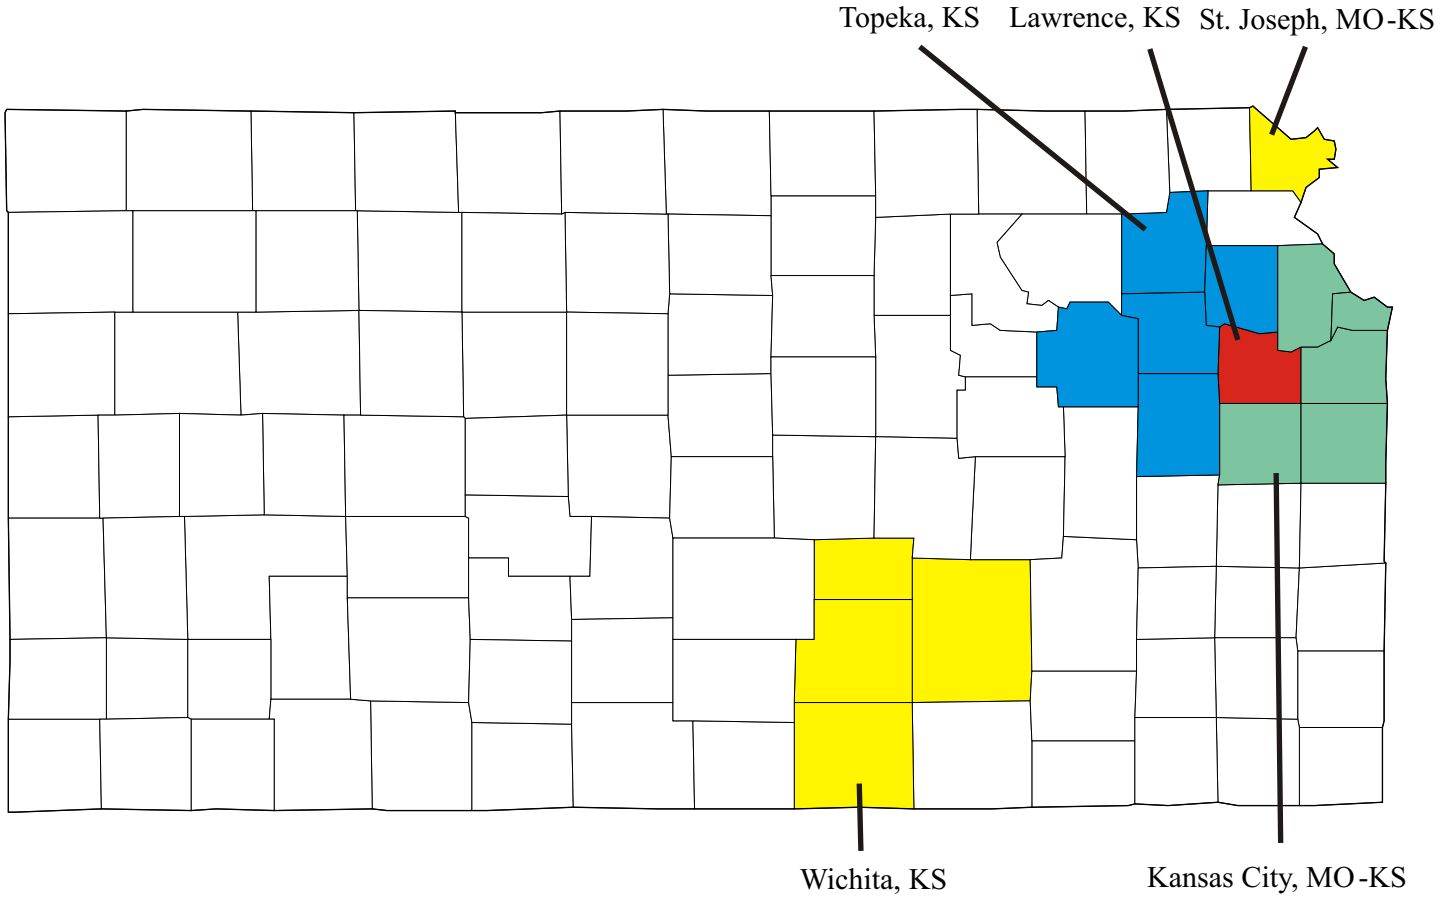 Topeka, KS
Lawrence, KS
St. Joseph, MO-KS
Wichita, KS
Kansas City, MO-KS